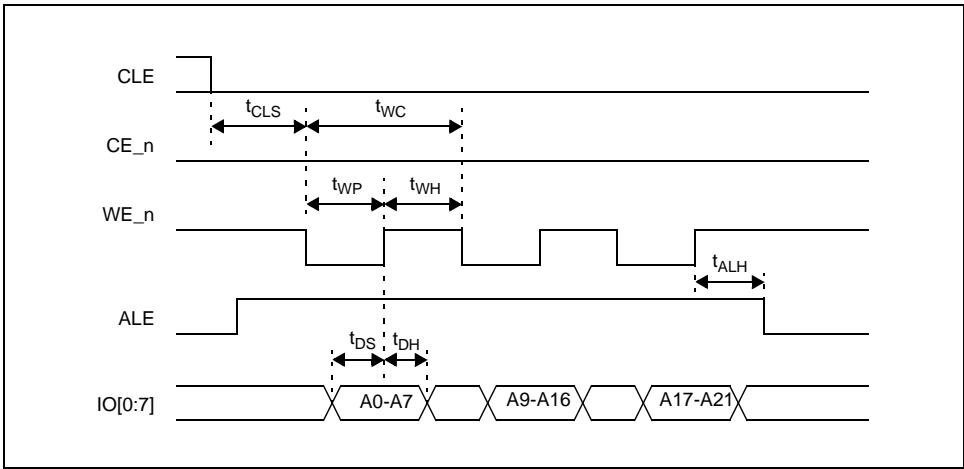 CLE
tCLS tWC
CE_n
tWP tWH
WE_n
tALH
ALE
tDS tDH
IO[0:7] A0-A7 A9-A16 A17-A21